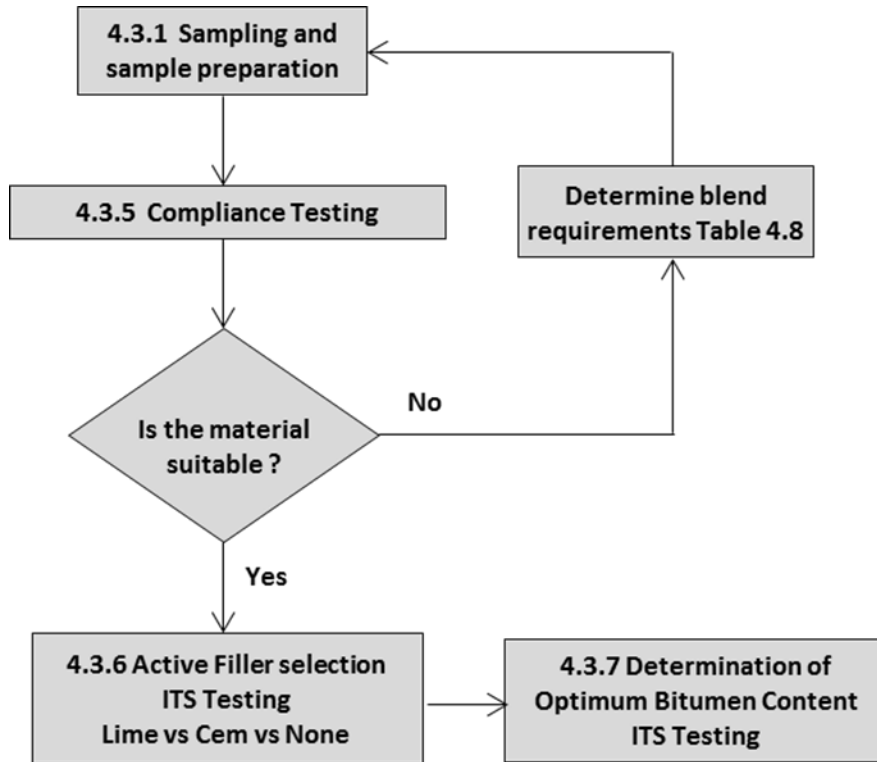 4.3.1  Sampling and
sample preparation
4.3.5  Compliance Testing
Determine blend
requirements Table 4.8
Is the material
suitable ?
No
Yes
4.3.6 Active Filler selection
ITS Testing
Lime vs Cem vs None
4.3.7 Determination of
Optimum Bitumen Content
ITS Testing